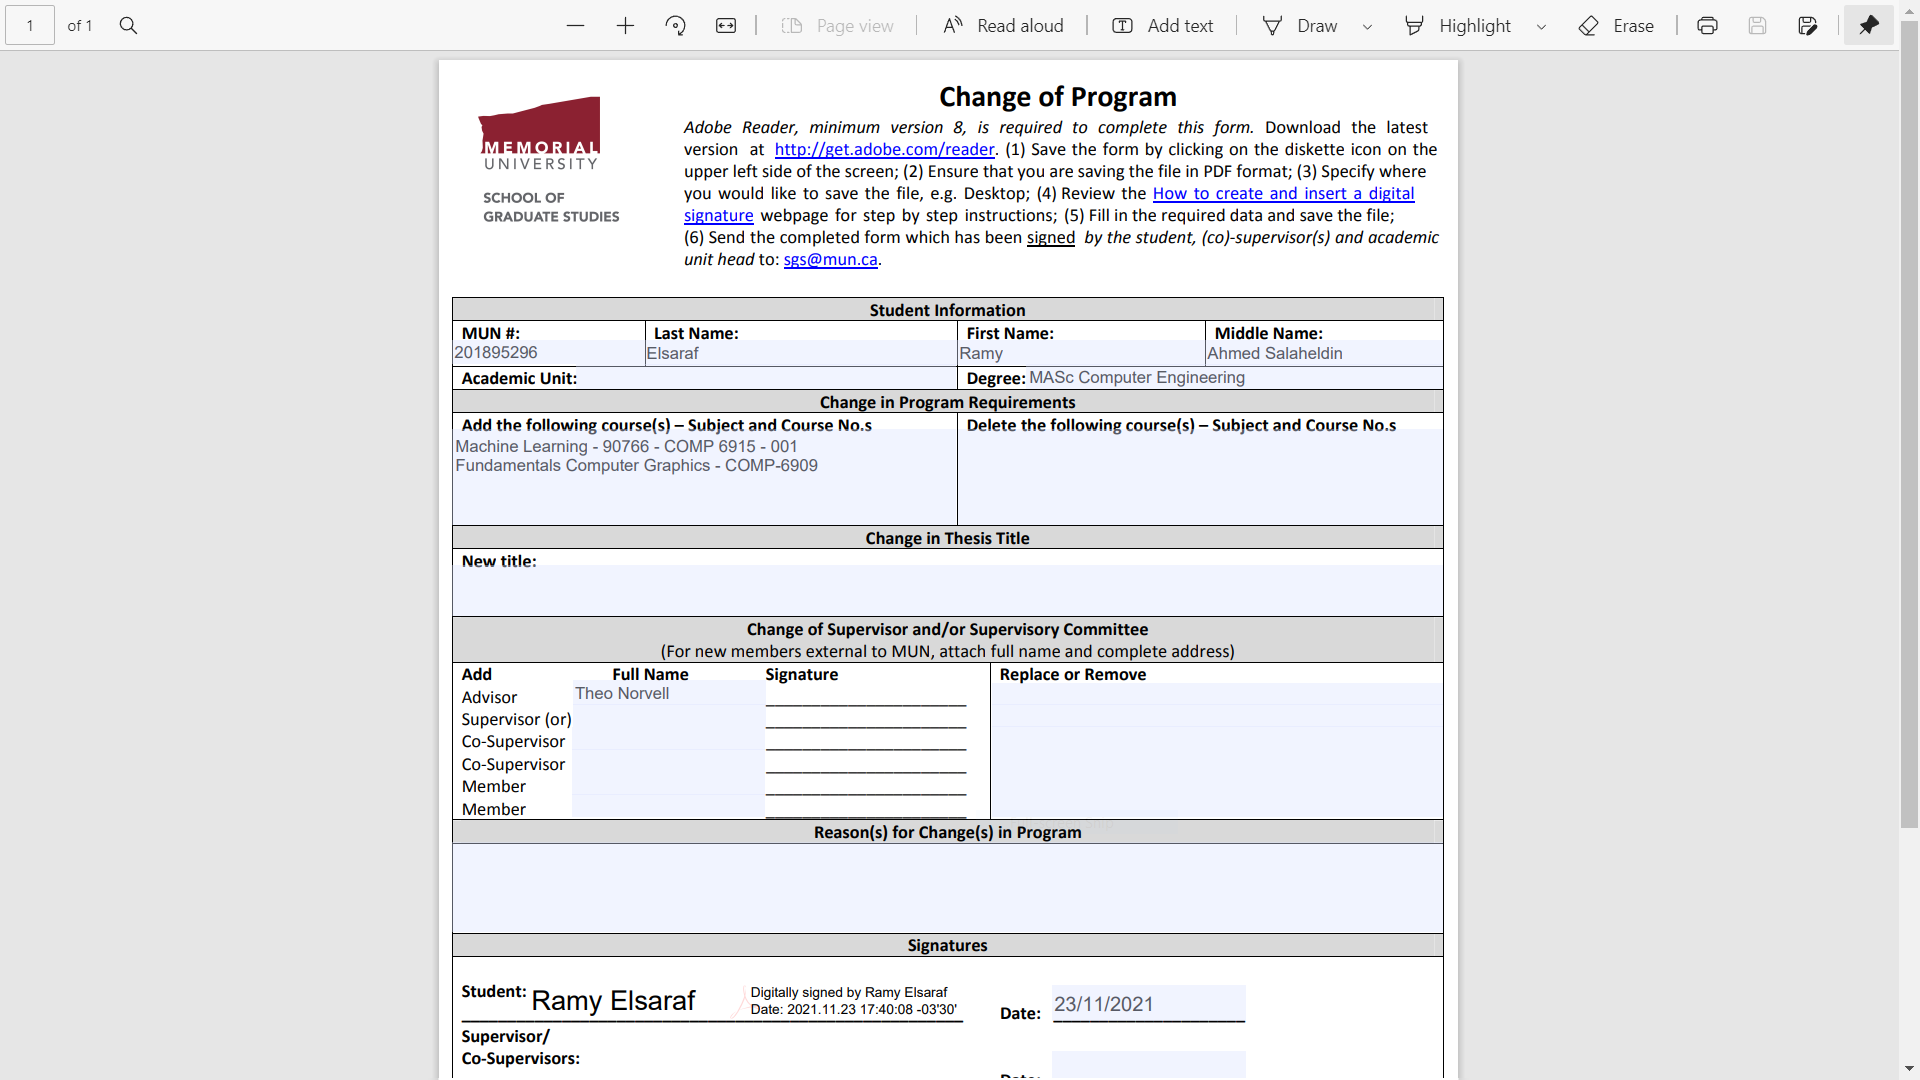 1 of 1 Page view Read aloud Add text Draw Highlight Erase
MEMORIAL
UNIVERSITY
SCHOOL OF
GRADUATE STUDIES
Change of Program
Adobe Reader, minimum version 8, is required to complete this form. Download the latest
version at http://get.adobe.com/reader. (1) Save the form by clicking on the diskette icon on the
upper left side of the screen; (2) Ensure that you are saving the file in PDF format; (3) Specify where
you would like to save the file, e.g. Desktop; (4) Review the How to create and insert a digital
signature webpage for step by step instructions; (5) Fill in the required data and save the file;
(6) Send the completed form which has been signed by the student, (co)-supervisor(s) and academic
unit head to: sgs@mun.ca.
Student Information
MUN #: Last Name: First Name: Middle Name:
201895296 Elsaraf Ramy Ahmed Salaheldin
Academic Unit: Degree: MASc Computer Engineering
Change in Program Requirements
Add the following course(s) – Subject and Course No.s Delete the following course(s) – Subject and Course No.s
Machine Learning - 90766 - COMP 6915 - 001
Fundamentals Computer Graphics - COMP-6909
Change in Thesis Title
New title:
Change of Supervisor and/or Supervisory Committee
(For new members external to MUN, attach full name and complete address)
Add Full Name Signature Replace or Remove
Advisor Theo Norvell
Supervisor (or)
Co-Supervisor
Co-Supervisor
Member
Member
Reason(s) for Change(s) in Program
Signatures
Student: Ramy Elsaraf Digitally signed by Ramy Elsaraf
Date: 2021.11.23 17:40:08 -03'30'
Date: 23/11/2021
Supervisor/
Co-Supervisors: